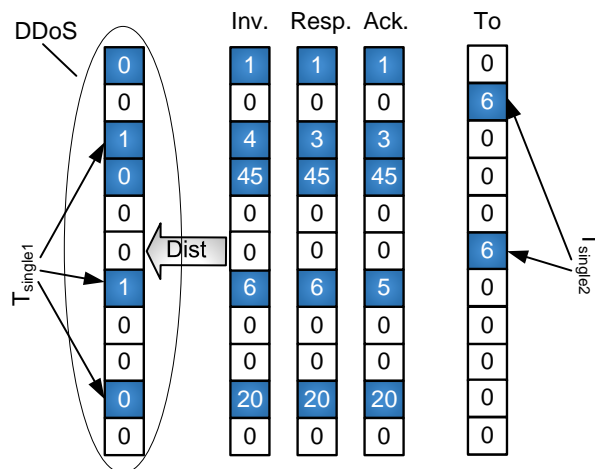 DDoS Inv. Resp. Ack. To
0 1 1 1 0
0 0 0 0 6
1 4 3 3 0
0 45 45 45 0
0 0 0 0 0
0 Dist 0 0 0 6
1 6 6 5 0
0 0 0 0 0
0 0 0 0 0
0 20 20 20 0
0 0 0 0 0
Tsingle1
Tsingle2